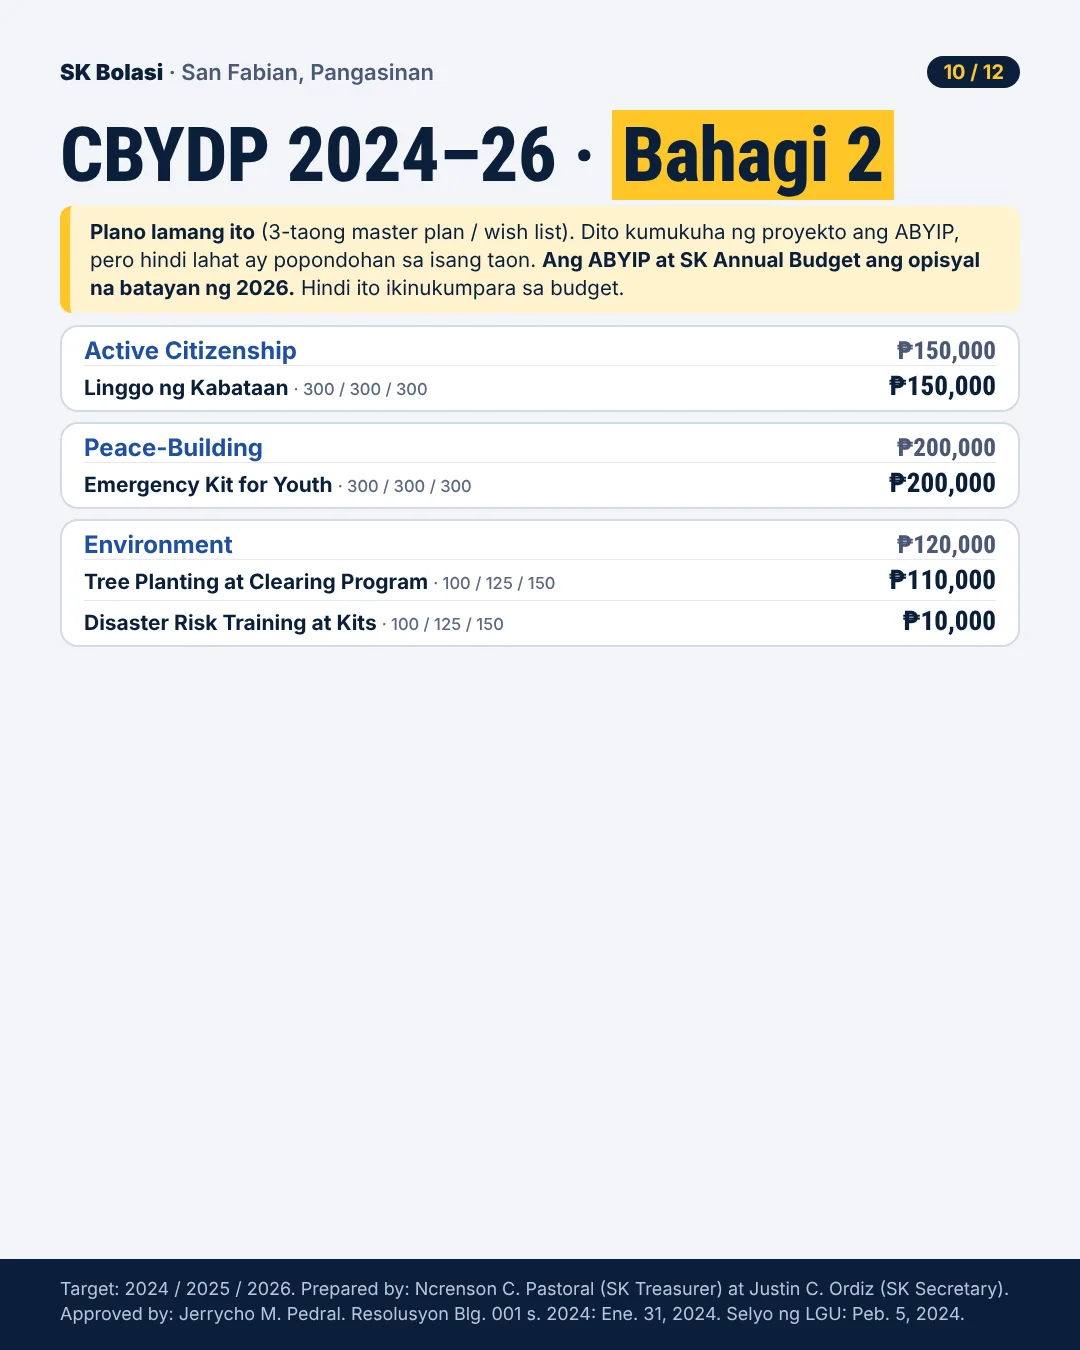 SK Bolasi · San Fabian, Pangasinan
10 / 12
CBYDP 2024–26 · Bahagi 2
Plano lamang ito (3-taong master plan / wish list). Dito kumukuha ng proyekto ang ABYIP,
pero hindi lahat ay popondohan sa isang taon. Ang ABYIP at SK Annual Budget ang opisyal
na batayan ng 2026. Hindi ito ikinukumpara sa budget.
Active Citizenship ₱150,000
Linggo ng Kabataan · 300 / 300 / 300 ₱150,000
Peace-Building ₱200,000
Emergency Kit for Youth · 300 / 300 / 300 ₱200,000
Environment ₱120,000
Tree Planting at Clearing Program · 100 / 125 / 150 ₱110,000
Disaster Risk Training at Kits · 100 / 125 / 150 ₱10,000
Target: 2024 / 2025 / 2026. Prepared by: Ncrenson C. Pastoral (SK Treasurer) at Justin C. Ordiz (SK Secretary).
Approved by: Jerrycho M. Pedral. Resolusyon Blg. 001 s. 2024: Ene. 31, 2024. Selyo ng LGU: Peb. 5, 2024.